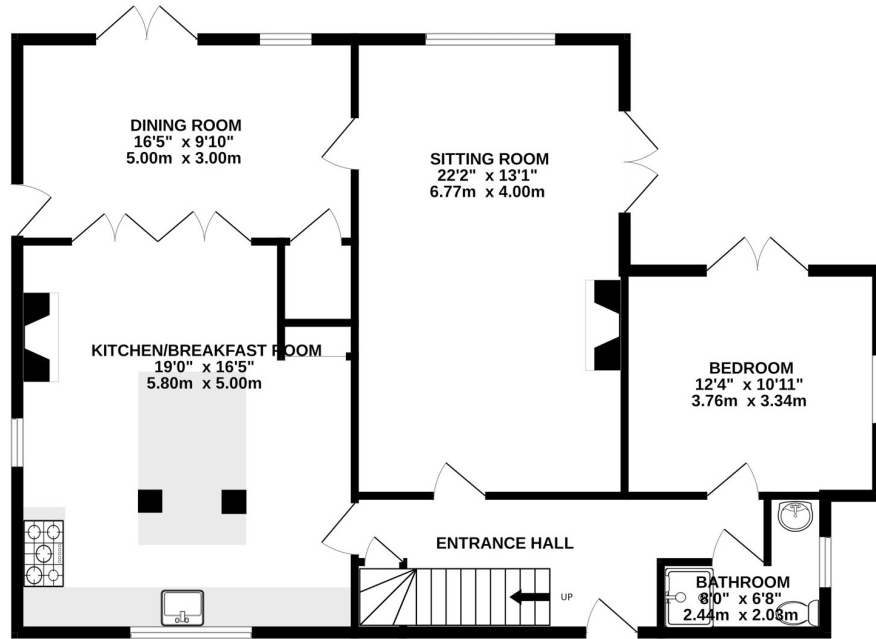 DINING ROOM
16'5" x 9'10"
5.00m x 3.00m
SITTING ROOM
22'2" x 13'1"
6.77m x 4.00m
KITCHEN/BREAKFAST ROOM
19'0" x 16'5"
5.80m x 5.00m
BEDROOM
12'4" x 10'11"
3.76m x 3.34m
ENTRANCE HALL
UP
BATHROOM
8'0" x 6'8"
2.44m x 2.03m